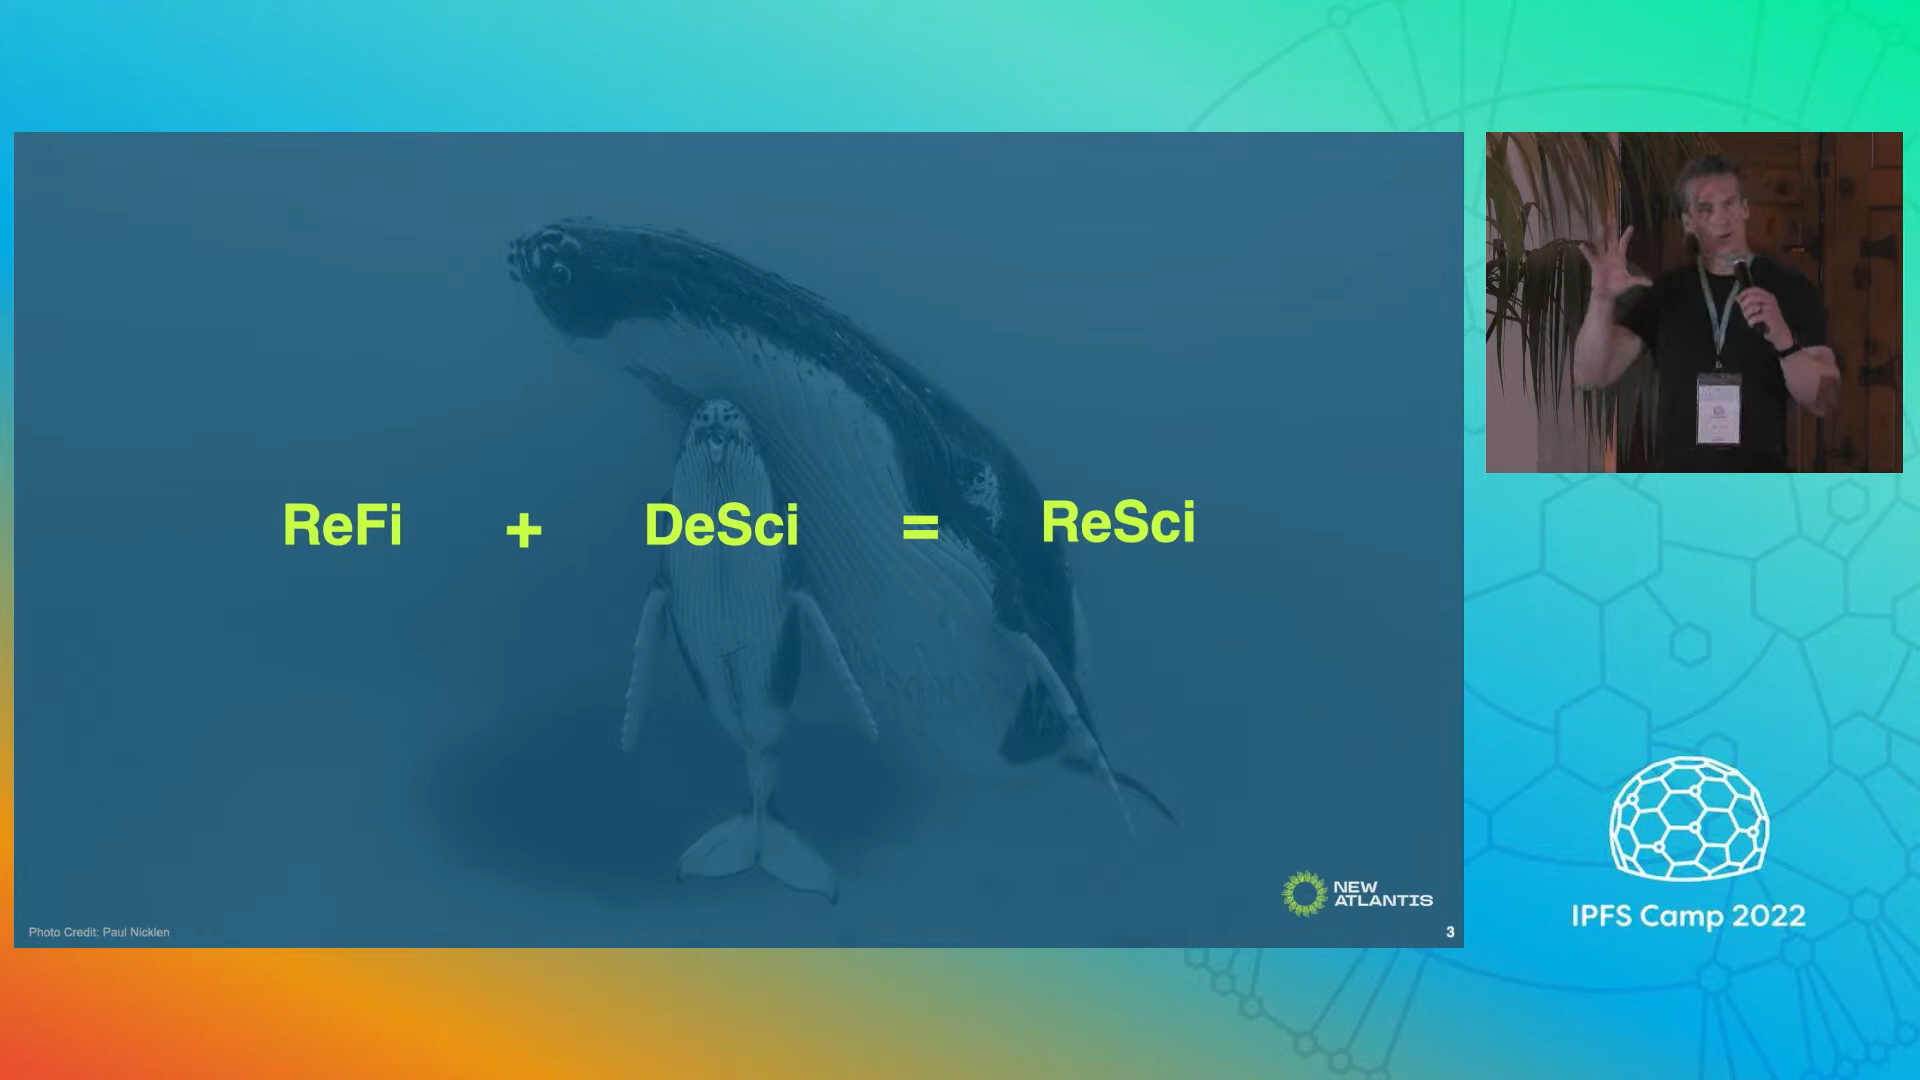 ReFi + DeSci = ReSci
NEW
ATLANTIS
Photo Credit: Paul Nicklen
3
IPFS Camp 2022